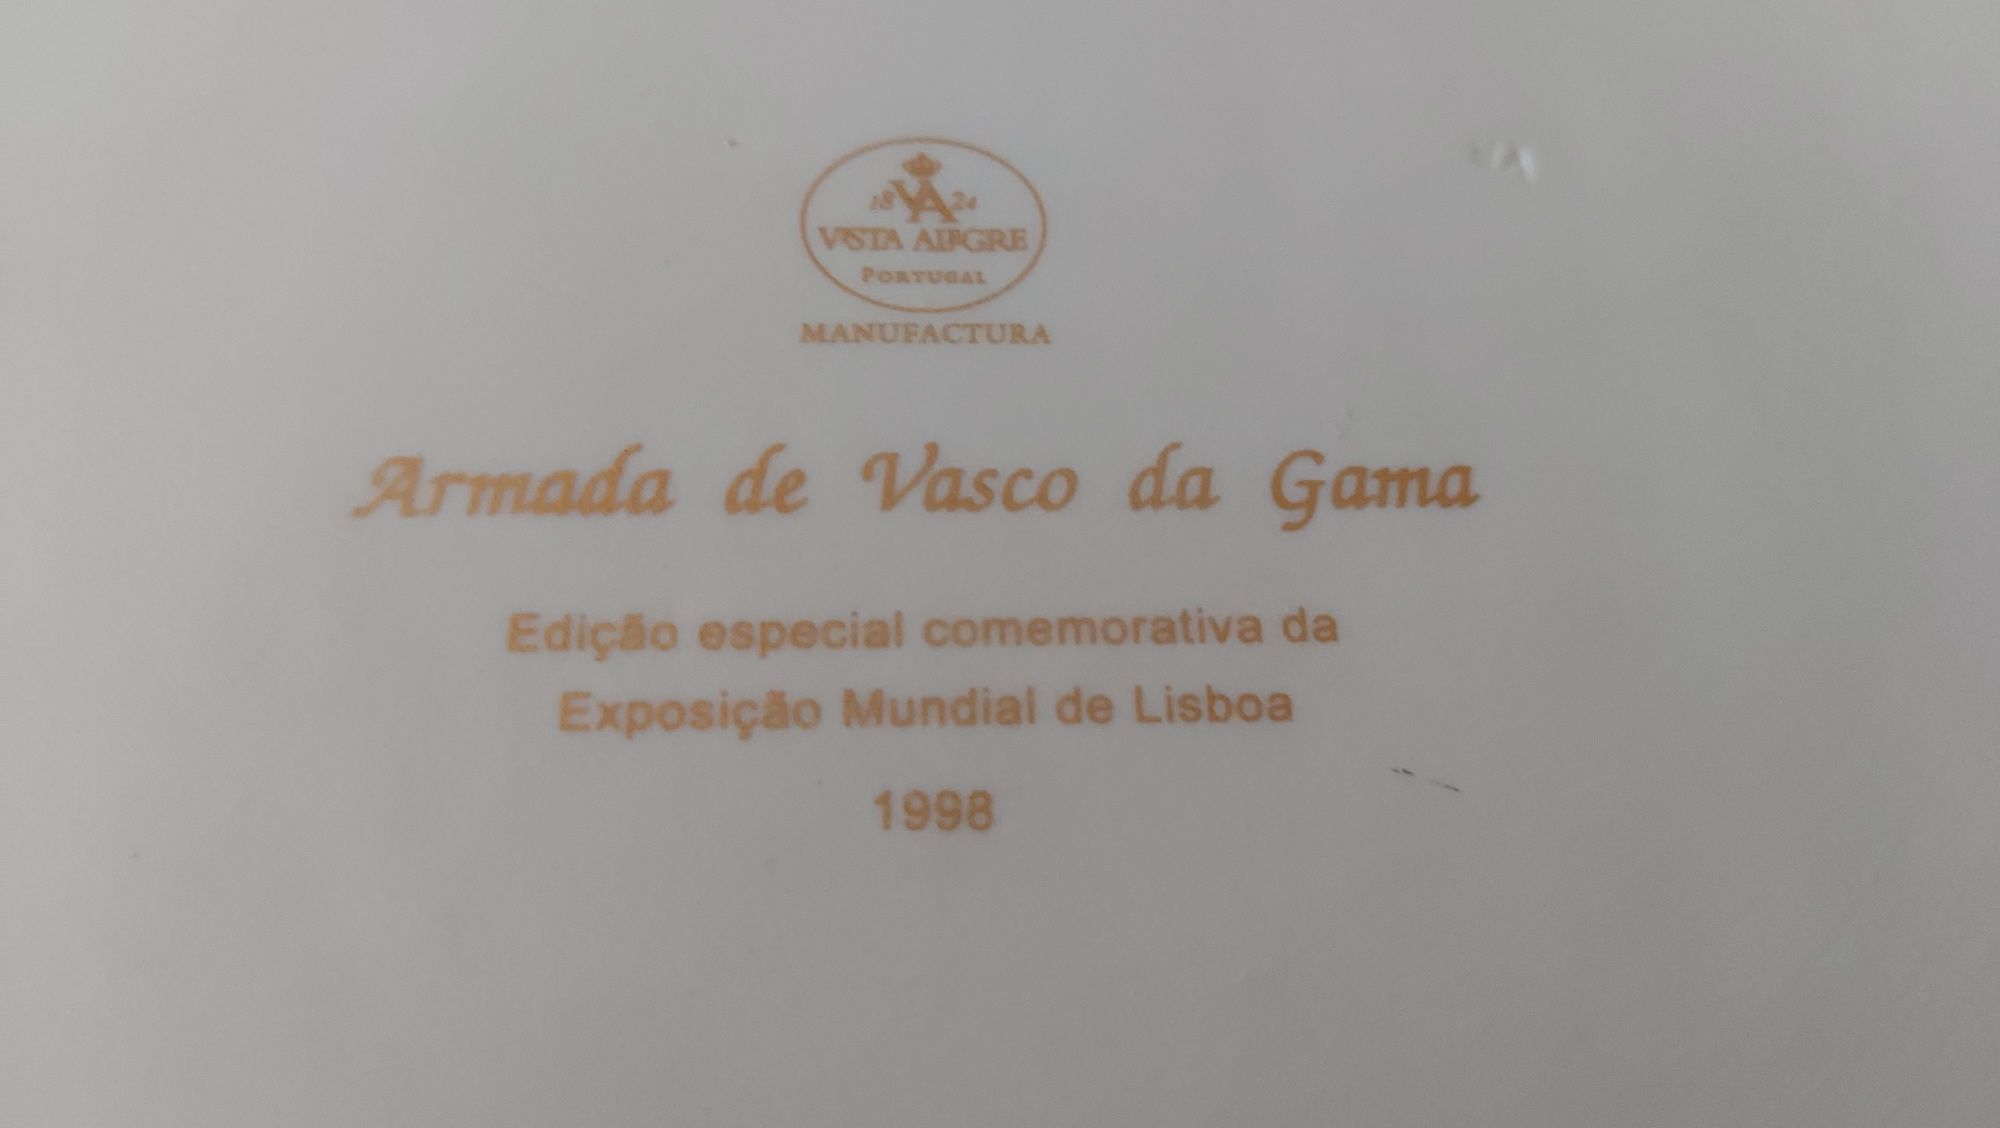 18 VA 24
VISTA ALEGRE
PORTUGAL
MANUFACTURA
Armada de Vasco da Gama
Edição especial comemorativa da
Exposição Mundial de Lisboa
1998